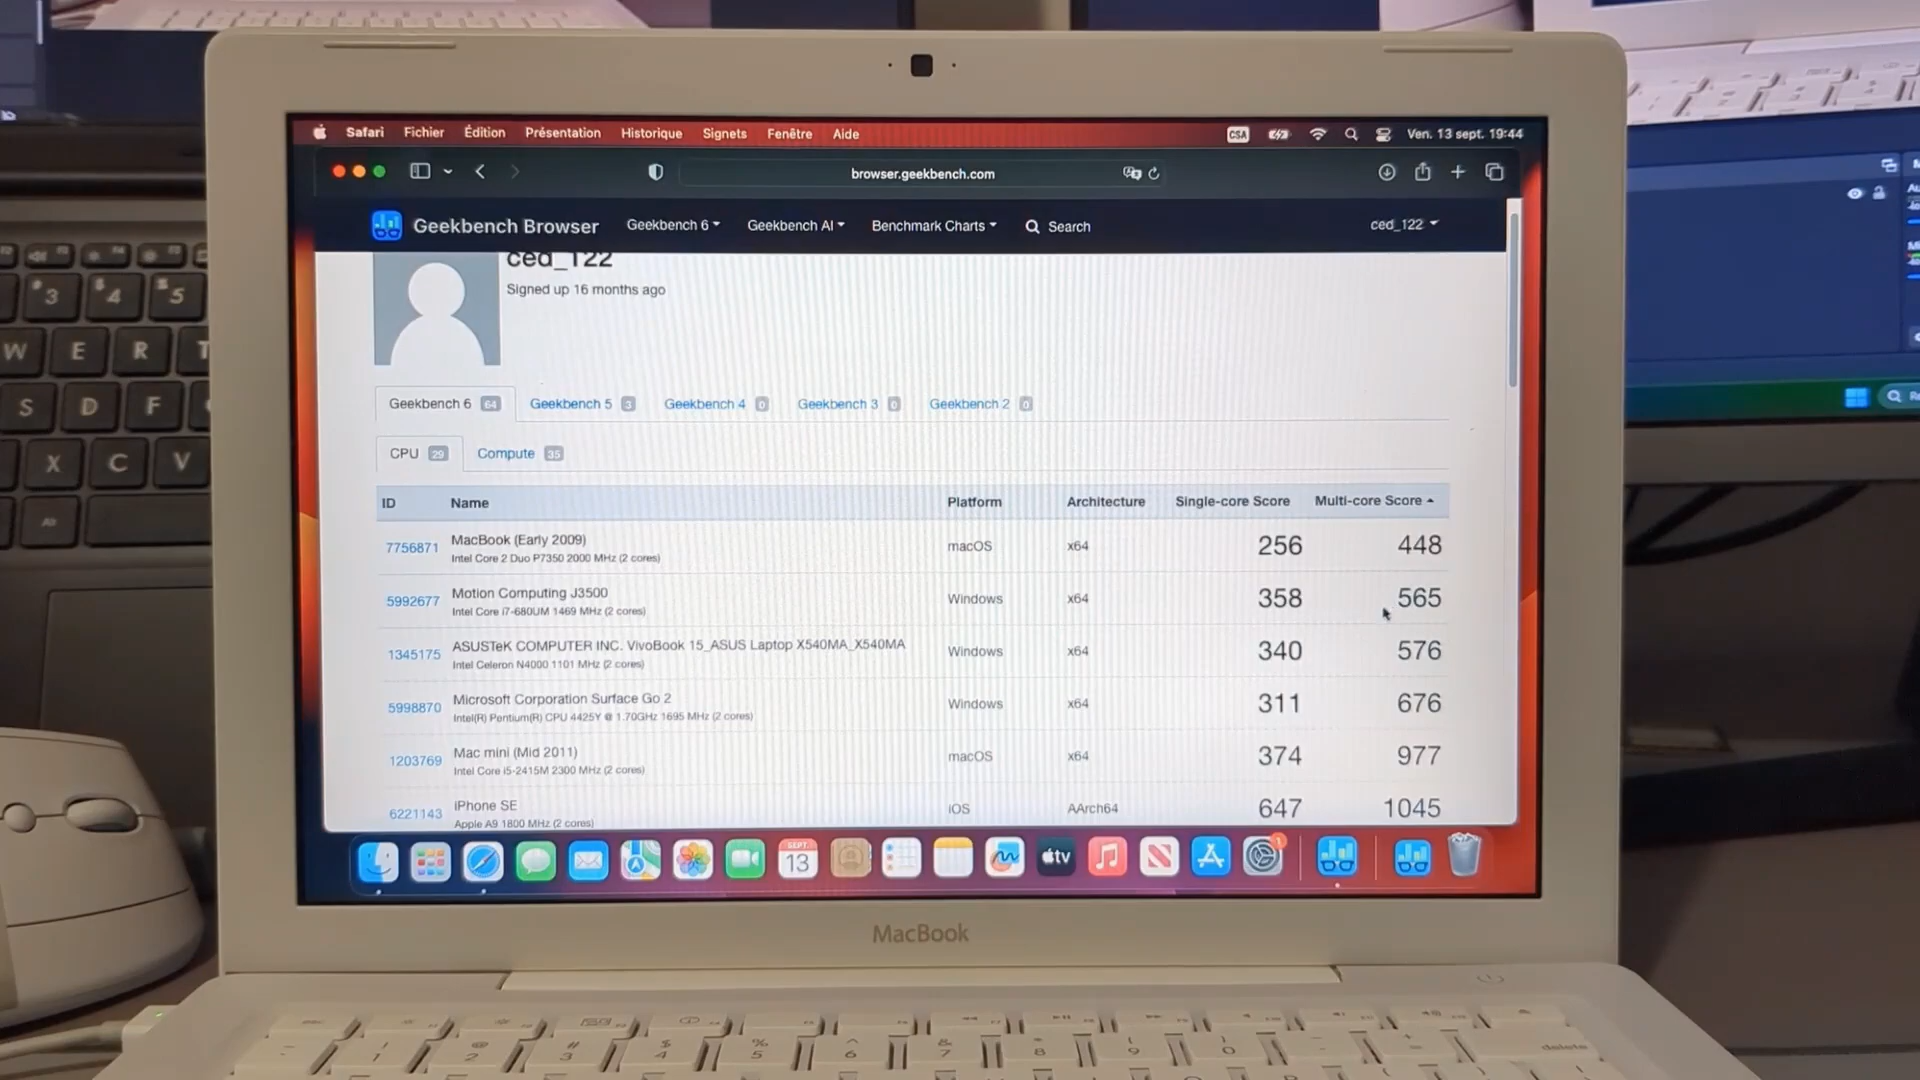 Safari Fichier Édition Présentation Historique Signets Fenêtre Aide CSA Ven. 13 sept. 19:44
browser.geekbench.com
Geekbench Browser Geekbench 6 Geekbench AI Benchmark Charts Search ced_122
ced_122
Signed up 16 months ago
Geekbench 6 64 Geekbench 5 3 Geekbench 4 0 Geekbench 3 0 Geekbench 2 0
CPU 29 Compute 35
ID Name Platform Architecture Single-core Score Multi-core Score
7756871 MacBook (Early 2009) macOS x64 256 448
Intel Core 2 Duo P7350 2000 MHz (2 cores)
5992677 Motion Computing J3500 Windows x64 358 565
Intel Core i7-680UM 1469 MHz (2 cores)
1345175 ASUSTeK COMPUTER INC. VivoBook 15_ASUS Laptop X540MA_X540MA Windows x64 340 576
Intel Celeron N4000 1101 MHz (2 cores)
5998870 Microsoft Corporation Surface Go 2 Windows x64 311 676
Intel(R) Pentium(R) CPU 4425Y @ 1.70GHz 1695 MHz (2 cores)
1203769 Mac mini (Mid 2011) macOS x64 374 977
Intel Core i5-2415M 2300 MHz (2 cores)
6221143 iPhone SE iOS AArch64 647 1045
Apple A9 1800 MHz (2 cores)
SEPT.
13
tv
1
MacBook
3 4 5
W E R T
S D F
X C V
Alt
delete